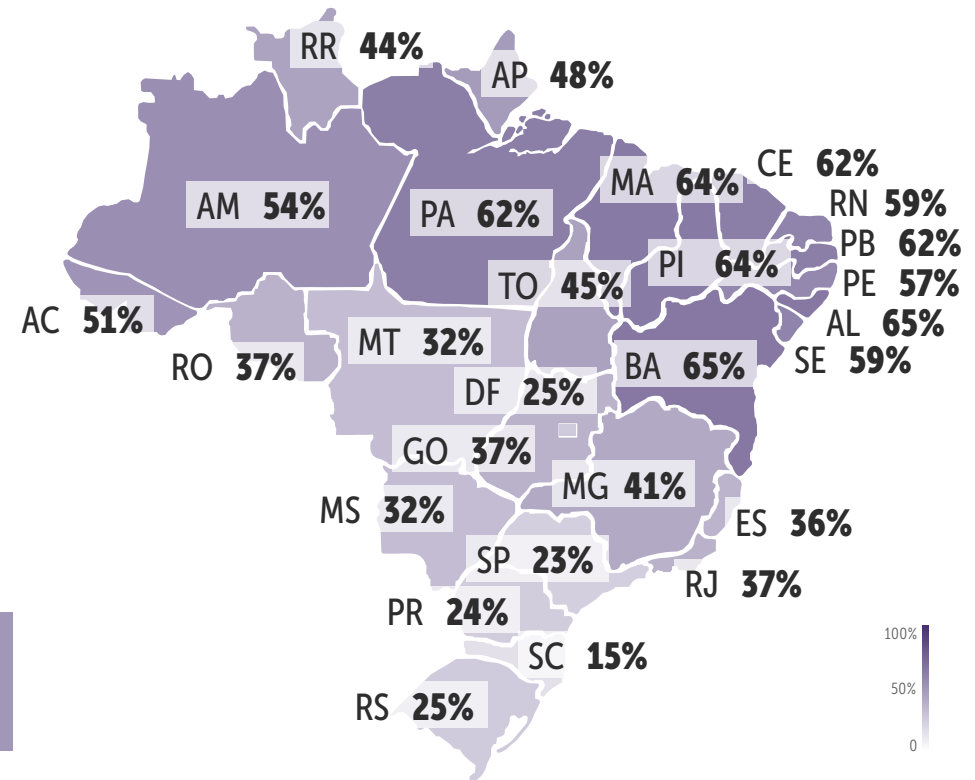 RR 44%
AP 48%
CE 62%
MA 64%
RN 59%
AM 54%
PA 62%
PB 62%
PI 64%
PE 57%
TO 45%
AC 51%
AL 65%
MT 32%
SE 59%
RO 37%
BA 65%
DF 25%
GO 37%
MG 41%
MS 32%
ES 36%
SP 23%
RJ 37%
PR 24%
SC 15%
RS 25%
100%
50%
0